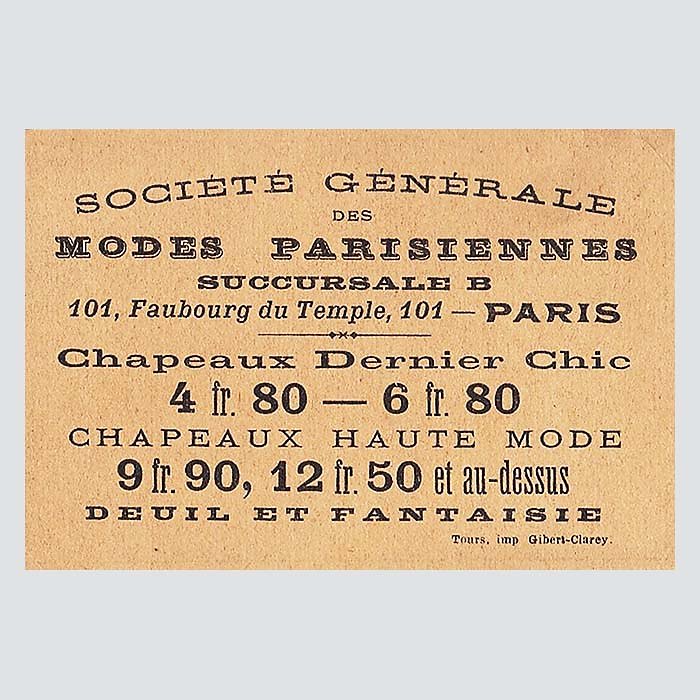 SOCIÉTÉ GÉNÉRALE
DES
MODES PARISIENNES
SUCCURSALE B
101, Faubourg du Temple, 101 — PARIS
Chapeaux Dernier Chic
4 fr. 80 — 6 fr. 80
CHAPEAUX HAUTE MODE
9 fr. 90, 12 fr. 50 et au-dessus
DEUIL ET FANTAISIE
Tours, imp Gibert-Clarey.